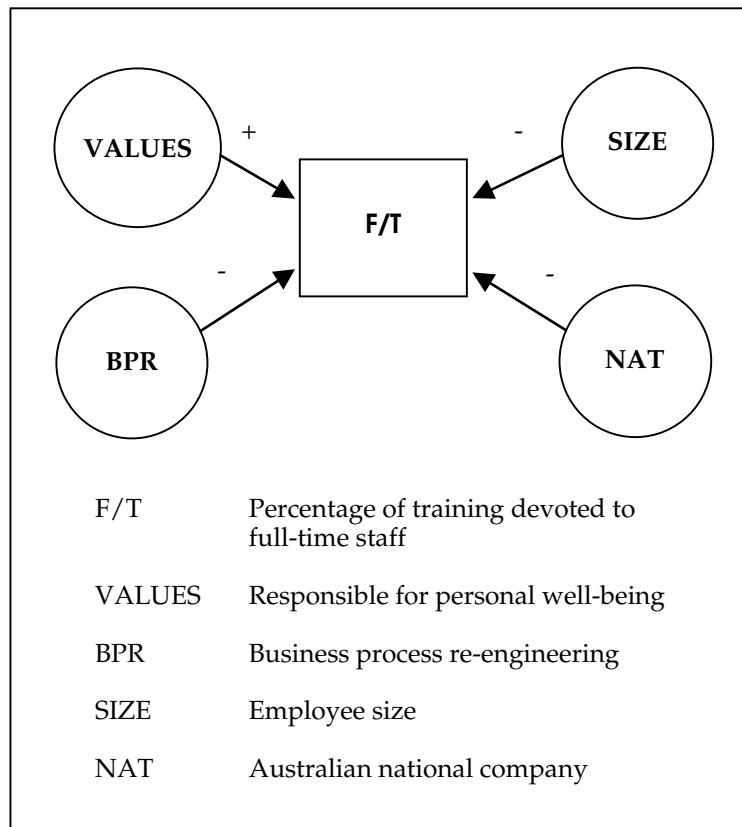 VALUES
+
-
SIZE
F/T
-
-
BPR
NAT
F/T Percentage of training devoted to
full-time staff
VALUES Responsible for personal well-being
BPR Business process re-engineering
SIZE Employee size
NAT Australian national company